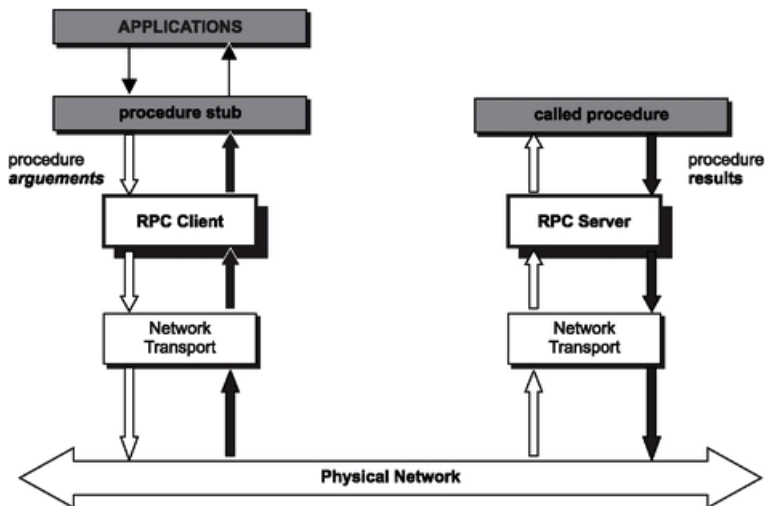 APPLICATIONS
procedure stub
called procedure
procedure
arguements
procedure
results
RPC Client
RPC Server
Network
Transport
Network
Transport
Physical Network